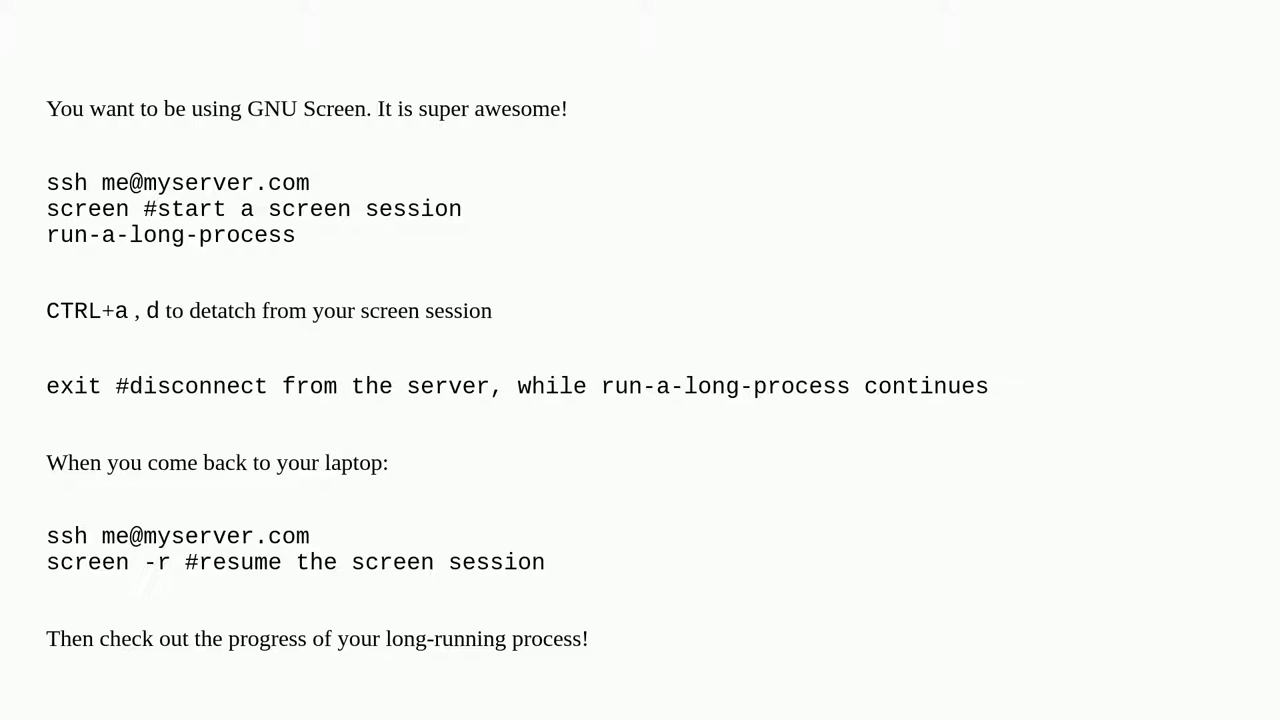 You want to be using GNU Screen. It is super awesome!
ssh me@myserver.com
screen #start a screen session
run-a-long-process
CTRL+a , d to detatch from your screen session
exit #disconnect from the server, while run-a-long-process continues
When you come back to your laptop:
ssh me@myserver.com
screen -r #resume the screen session
Then check out the progress of your long-running process!